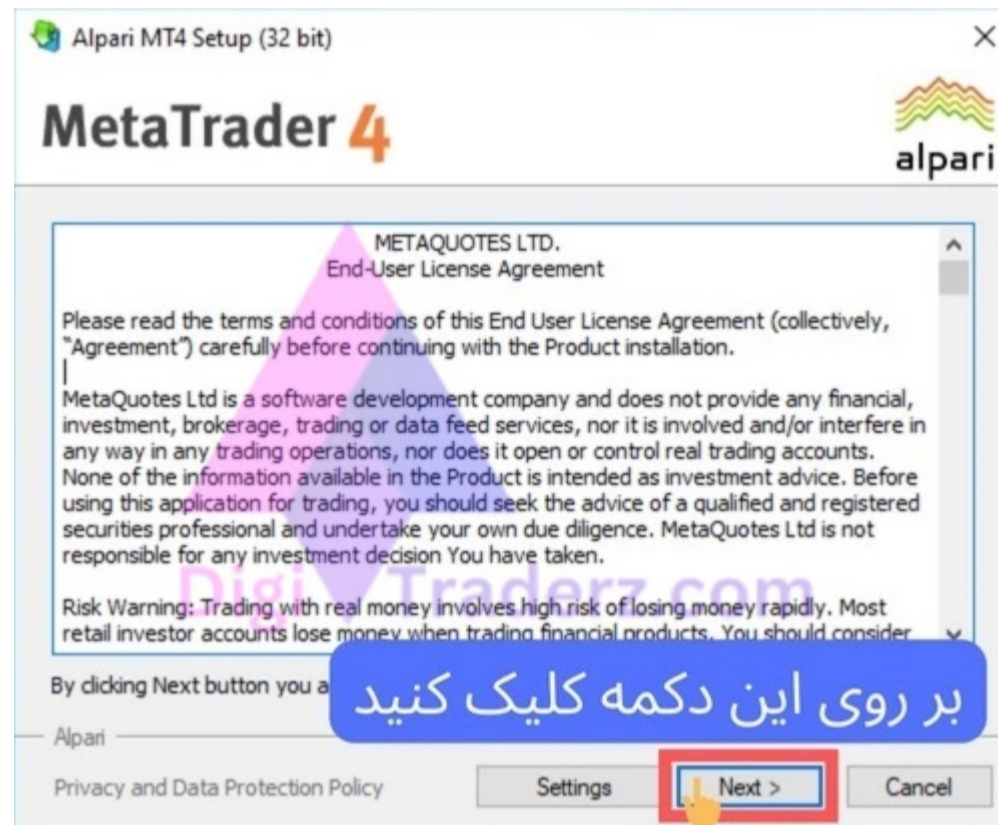 Alpari MT4 Setup (32 bit)
MetaTrader 4
alpari
METAQUOTES LTD.
End-User License Agreement
Please read the terms and conditions of this End User License Agreement (collectively,
“Agreement”) carefully before continuing with the Product installation.
MetaQuotes Ltd is a software development company and does not provide any financial,
investment, brokerage, trading or data feed services, nor it is involved and/or interfere in
any way in any trading operations, nor does it open or control real trading accounts.
None of the information available in the Product is intended as investment advice. Before
using this application for trading, you should seek the advice of a qualified and registered
securities professional and undertake your own due diligence. MetaQuotes Ltd is not
responsible for any investment decision You have taken.
Digi Traderz.com
Risk Warning: Trading with real money involves high risk of losing money rapidly. Most
retail investor accounts lose money when trading financial products. You should consider
By clicking Next button you a
بر روی این دکمه کلیک کنید
Alpari
Privacy and Data Protection Policy
Settings
Next >
Cancel